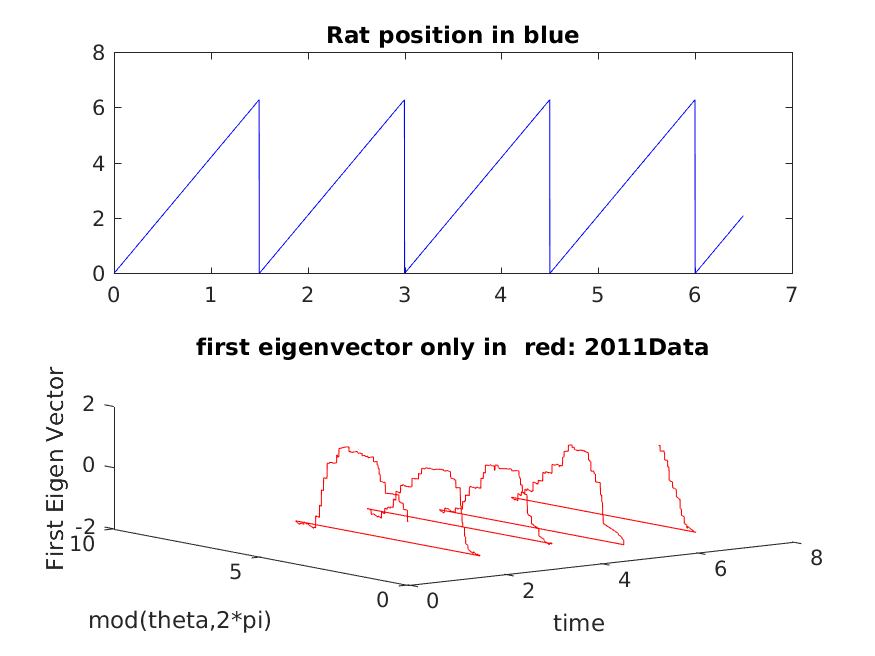 Rat position in blue
8
6
4
2
0
0 1 2 3 4 5 6 7
first eigenvector only in  red: 2011Data
First Eigen Vector
2
0
-2
10
5
0
0
2
4
6
8
mod(theta,2*pi)
time